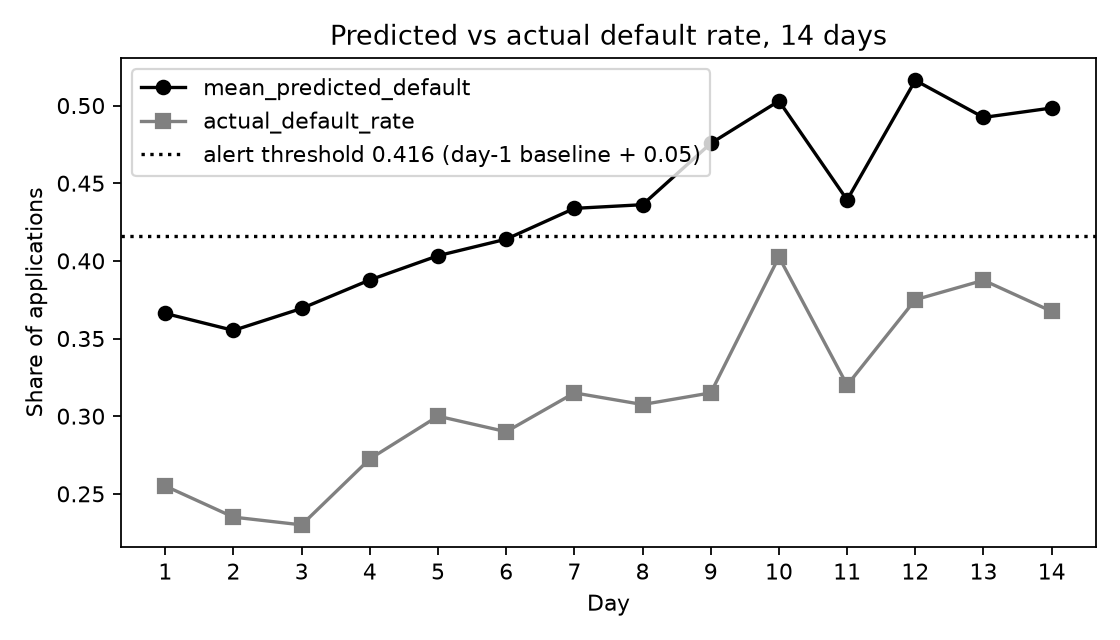 Predicted vs actual default rate, 14 days
mean_predicted_default
actual_default_rate
alert threshold 0.416 (day-1 baseline + 0.05)
Share of applications
0.50
0.45
0.40
0.35
0.30
0.25
1 2 3 4 5 6 7 8 9 10 11 12 13 14
Day